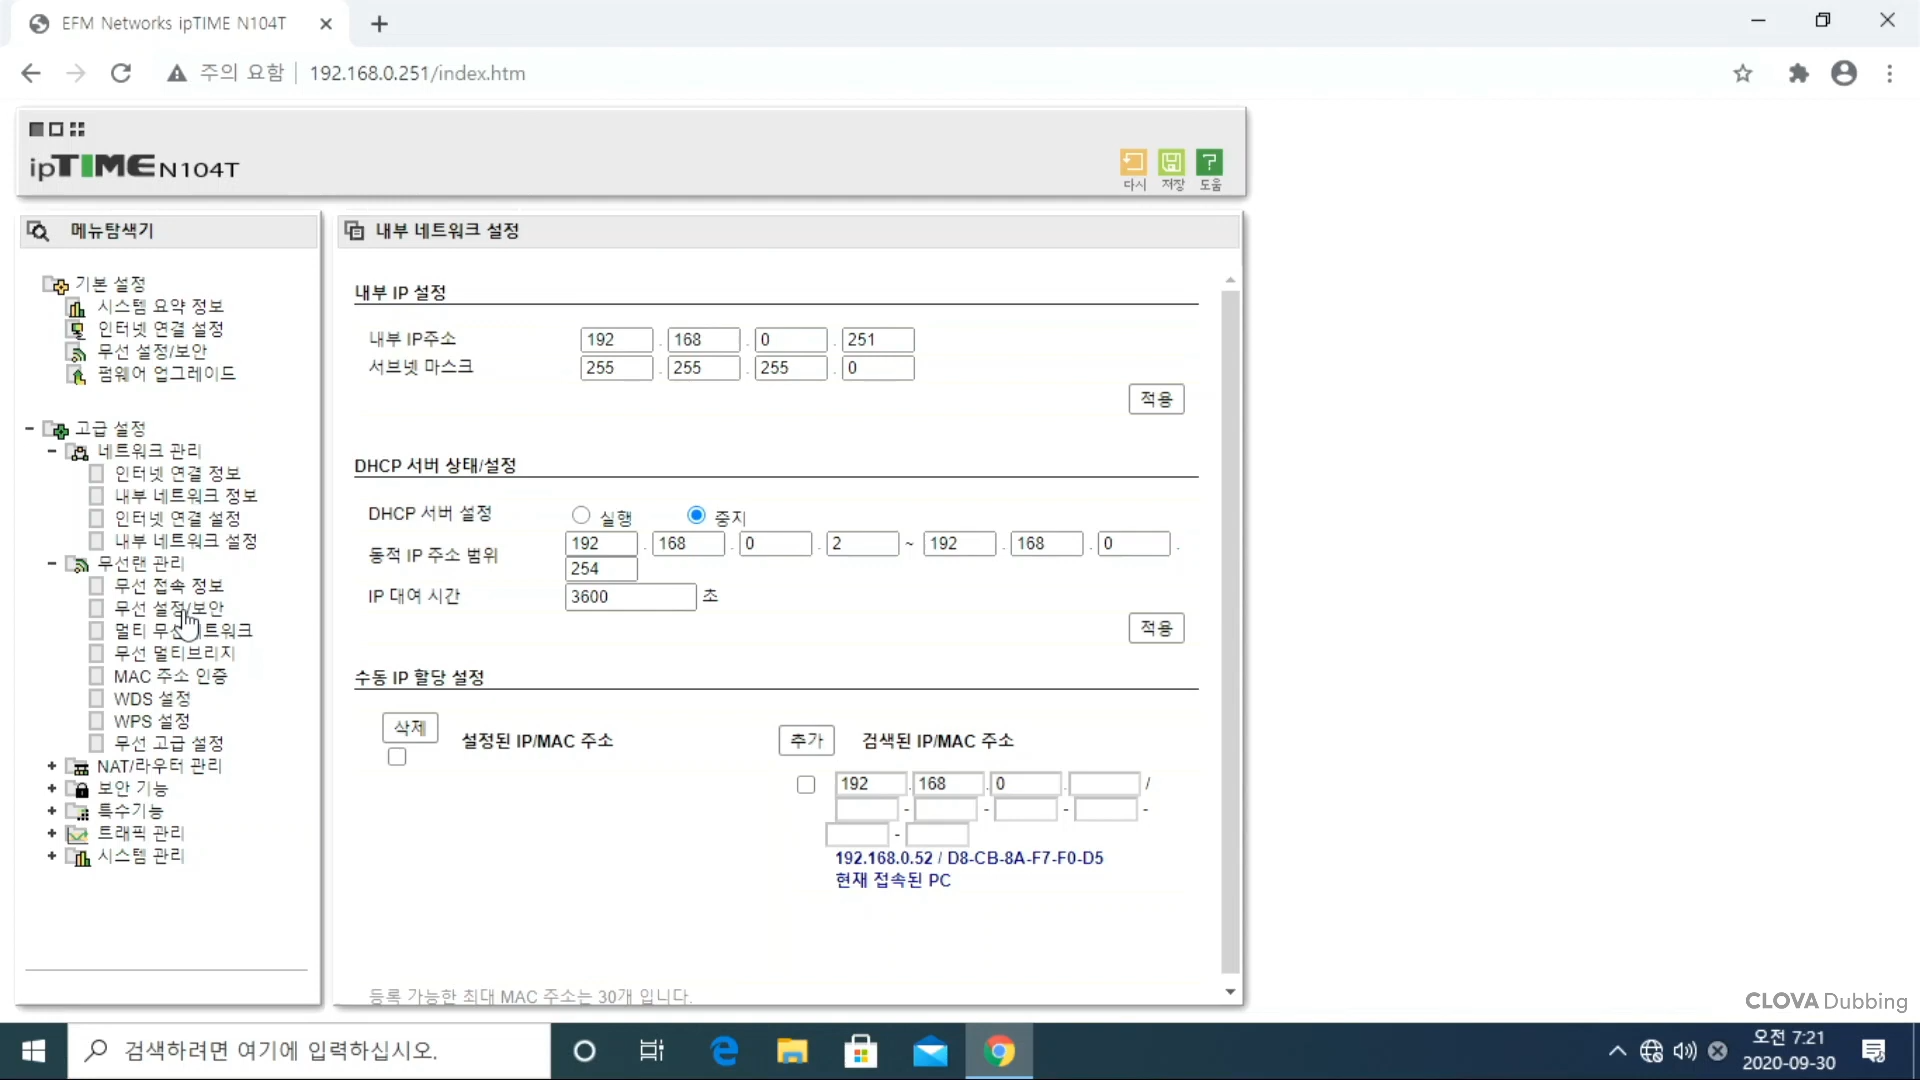 EFM Networks ipTIME N104T
주의 요함
192.168.0.251/index.htm
ipTIME N104T
다시 저장 도움
메뉴탐색기
기본 설정
시스템 요약 정보
인터넷 연결 설정
무선 설정/보안
펌웨어 업그레이드
고급 설정
네트워크 관리
인터넷 연결 정보
내부 네트워크 정보
인터넷 연결 설정
내부 네트워크 설정
무선랜 관리
무선 접속 정보
무선 설정/보안
멀티 무선네트워크
무선 멀티브리지
MAC 주소 인증
WDS 설정
WPS 설정
무선 고급 설정
NAT/라우터 관리
보안 기능
특수기능
트래픽 관리
시스템 관리
내부 네트워크 설정
내부 IP 설정
내부 IP주소 192 . 168 . 0 . 251
서브넷 마스크 255 . 255 . 255 . 0
적용
DHCP 서버 상태/설정
DHCP 서버 설정 실행 중지
동적 IP 주소 범위 192 . 168 . 0 . 2 ~ 192 . 168 . 0 .
254
IP 대여 시간 3600 초
적용
수동 IP 할당 설정
삭제 설정된 IP/MAC 주소 추가 검색된 IP/MAC 주소
192 . 168 . 0 . /
- - - -
-
192.168.0.52 / D8-CB-8A-F7-F0-D5
현재 접속된 PC
등록 가능한 최대 MAC 주소는 30개 입니다.
CLOVA Dubbing
검색하려면 여기에 입력하십시오.
오전 7:21
2020-09-30